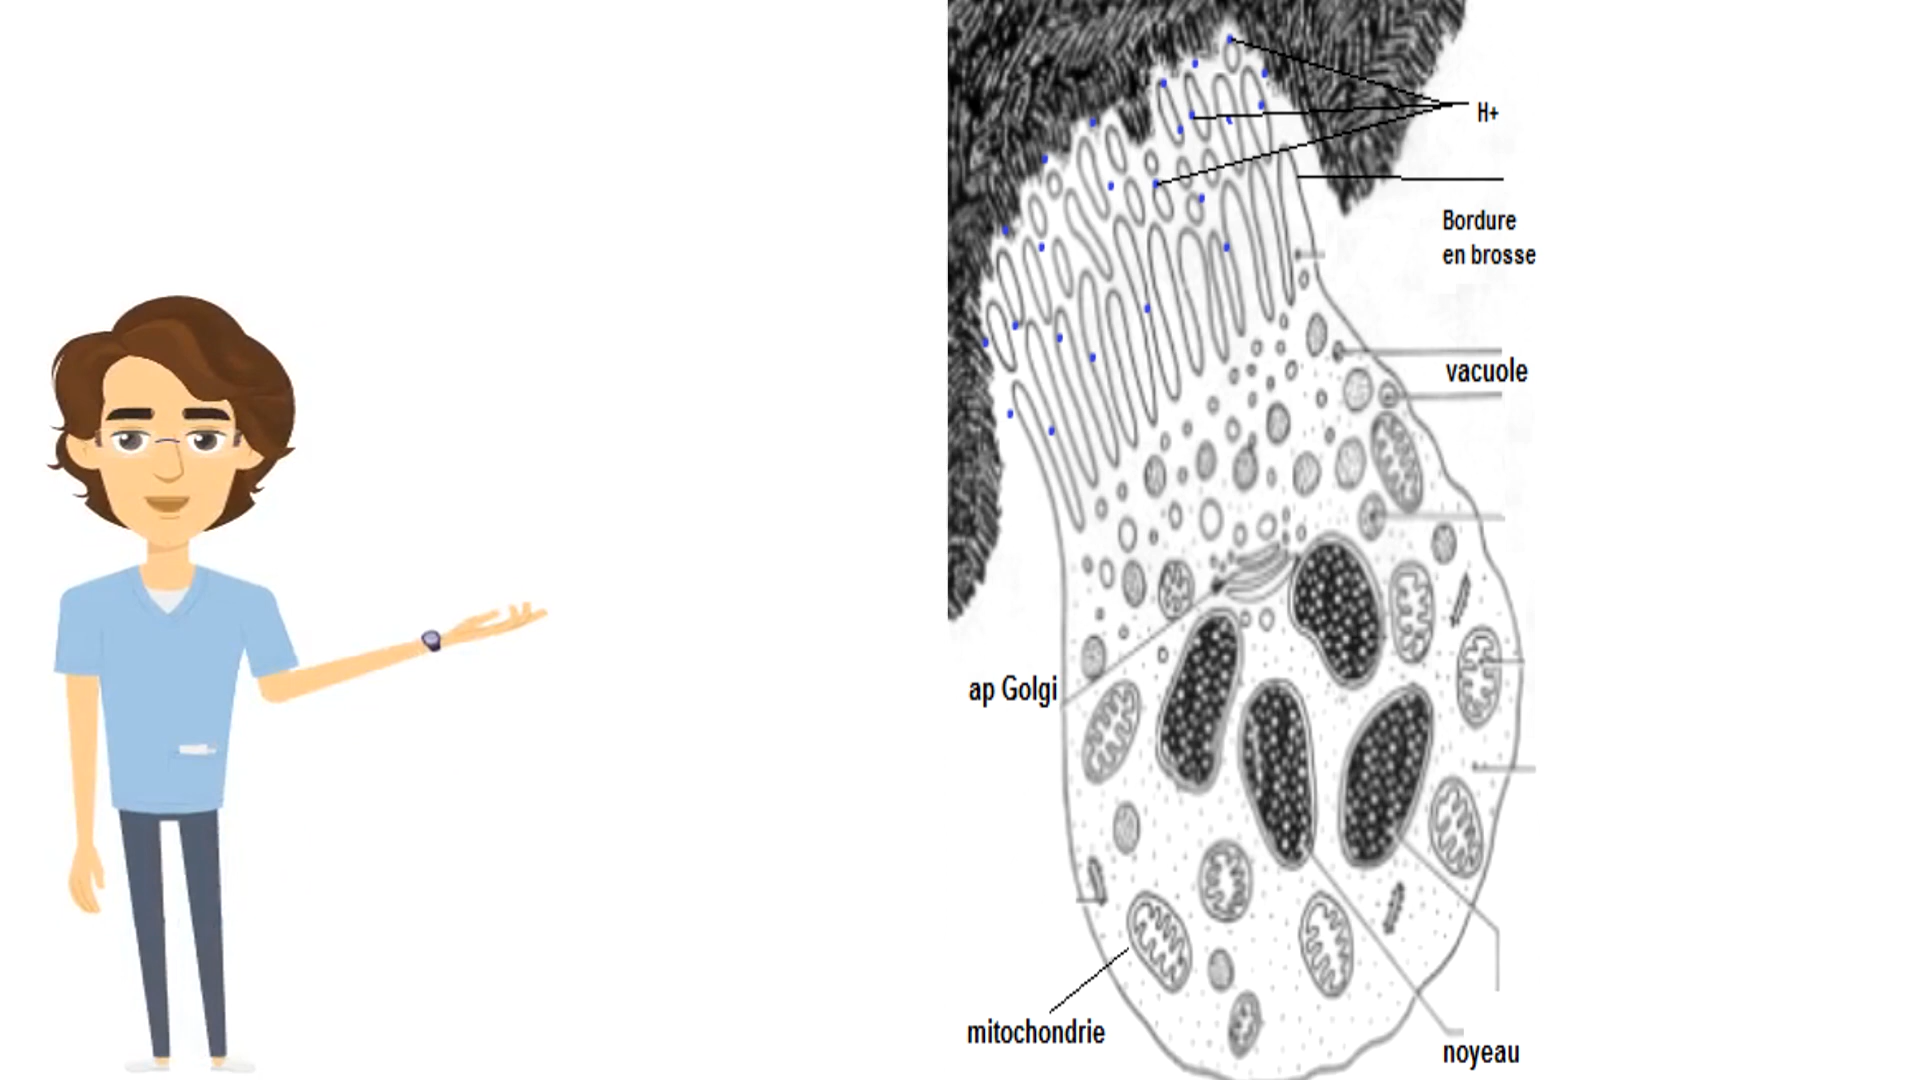 H+
Bordure
en brosse
vacuole
ap Golgi
mitochondrie
noyeau